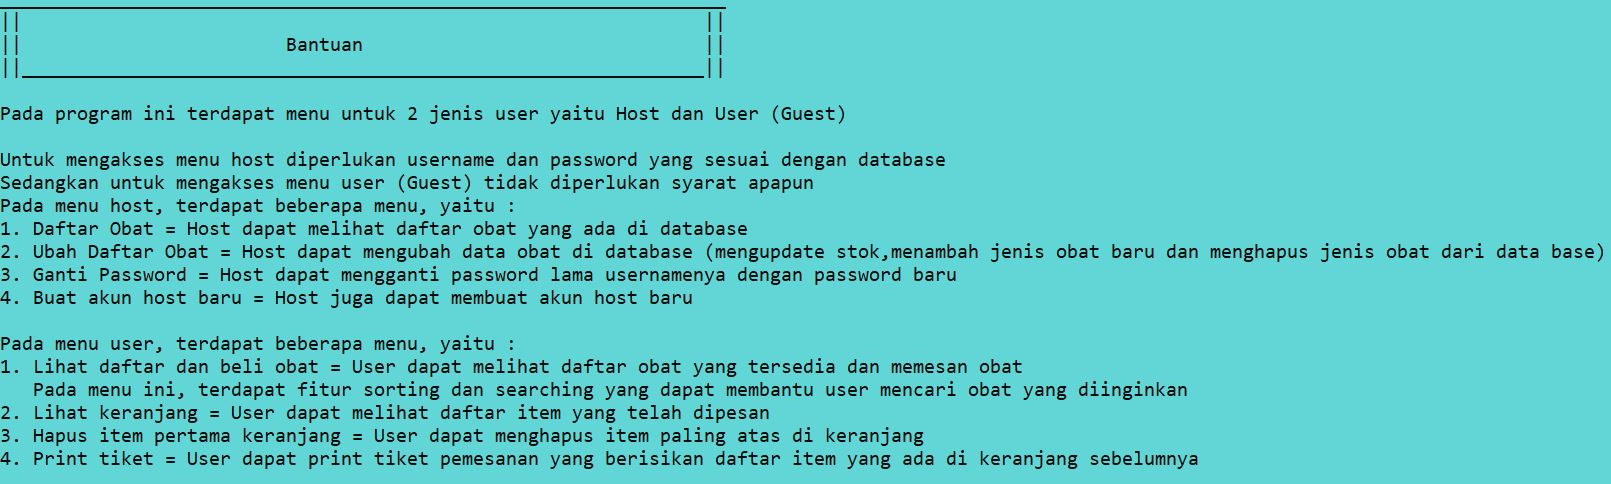 Bantuan
Pada program ini terdapat menu untuk 2 jenis user yaitu Host dan User (Guest)
Untuk mengakses menu host diperlukan username dan password yang sesuai dengan database
Sedangkan untuk mengakses menu user (Guest) tidak diperlukan syarat apapun
Pada menu host, terdapat beberapa menu, yaitu :
1. Daftar Obat = Host dapat melihat daftar obat yang ada di database
2. Ubah Daftar Obat = Host dapat mengubah data obat di database (mengupdate stok,menambah jenis obat baru dan menghapus jenis obat dari data base)
3. Ganti Password = Host dapat mengganti password lama usernamenya dengan password baru
4. Buat akun host baru = Host juga dapat membuat akun host baru
Pada menu user, terdapat beberapa menu, yaitu :
1. Lihat daftar dan beli obat = User dapat melihat daftar obat yang tersedia dan memesan obat
Pada menu ini, terdapat fitur sorting dan searching yang dapat membantu user mencari obat yang diinginkan
2. Lihat keranjang = User dapat melihat daftar item yang telah dipesan
3. Hapus item pertama keranjang = User dapat menghapus item paling atas di keranjang
4. Print tiket = User dapat print tiket pemesanan yang berisikan daftar item yang ada di keranjang sebelumnya